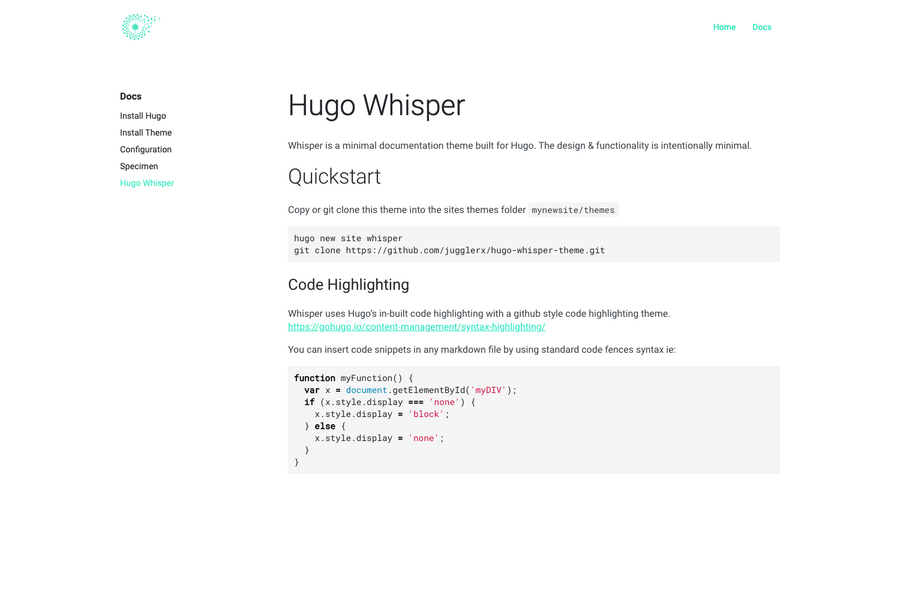 Home Docs
Docs
Install Hugo
Install Theme
Configuration
Specimen
Hugo Whisper
Hugo Whisper
Whisper is a minimal documentation theme built for Hugo. The design & functionality is intentionally minimal.
Quickstart
Copy or git clone this theme into the sites themes folder mynewsite/themes
hugo new site whisper
git clone https://github.com/jugglerx/hugo-whisper-theme.git
Code Highlighting
Whisper uses Hugo’s in-built code highlighting with a github style code highlighting theme.
https://gohugo.io/content-management/syntax-highlighting/
You can insert code snippets in any markdown file by using standard code fences syntax ie:
function myFunction() {
  var x = document.getElementById('myDIV');
  if (x.style.display === 'none') {
    x.style.display = 'block';
  } else {
    x.style.display = 'none';
  }
}